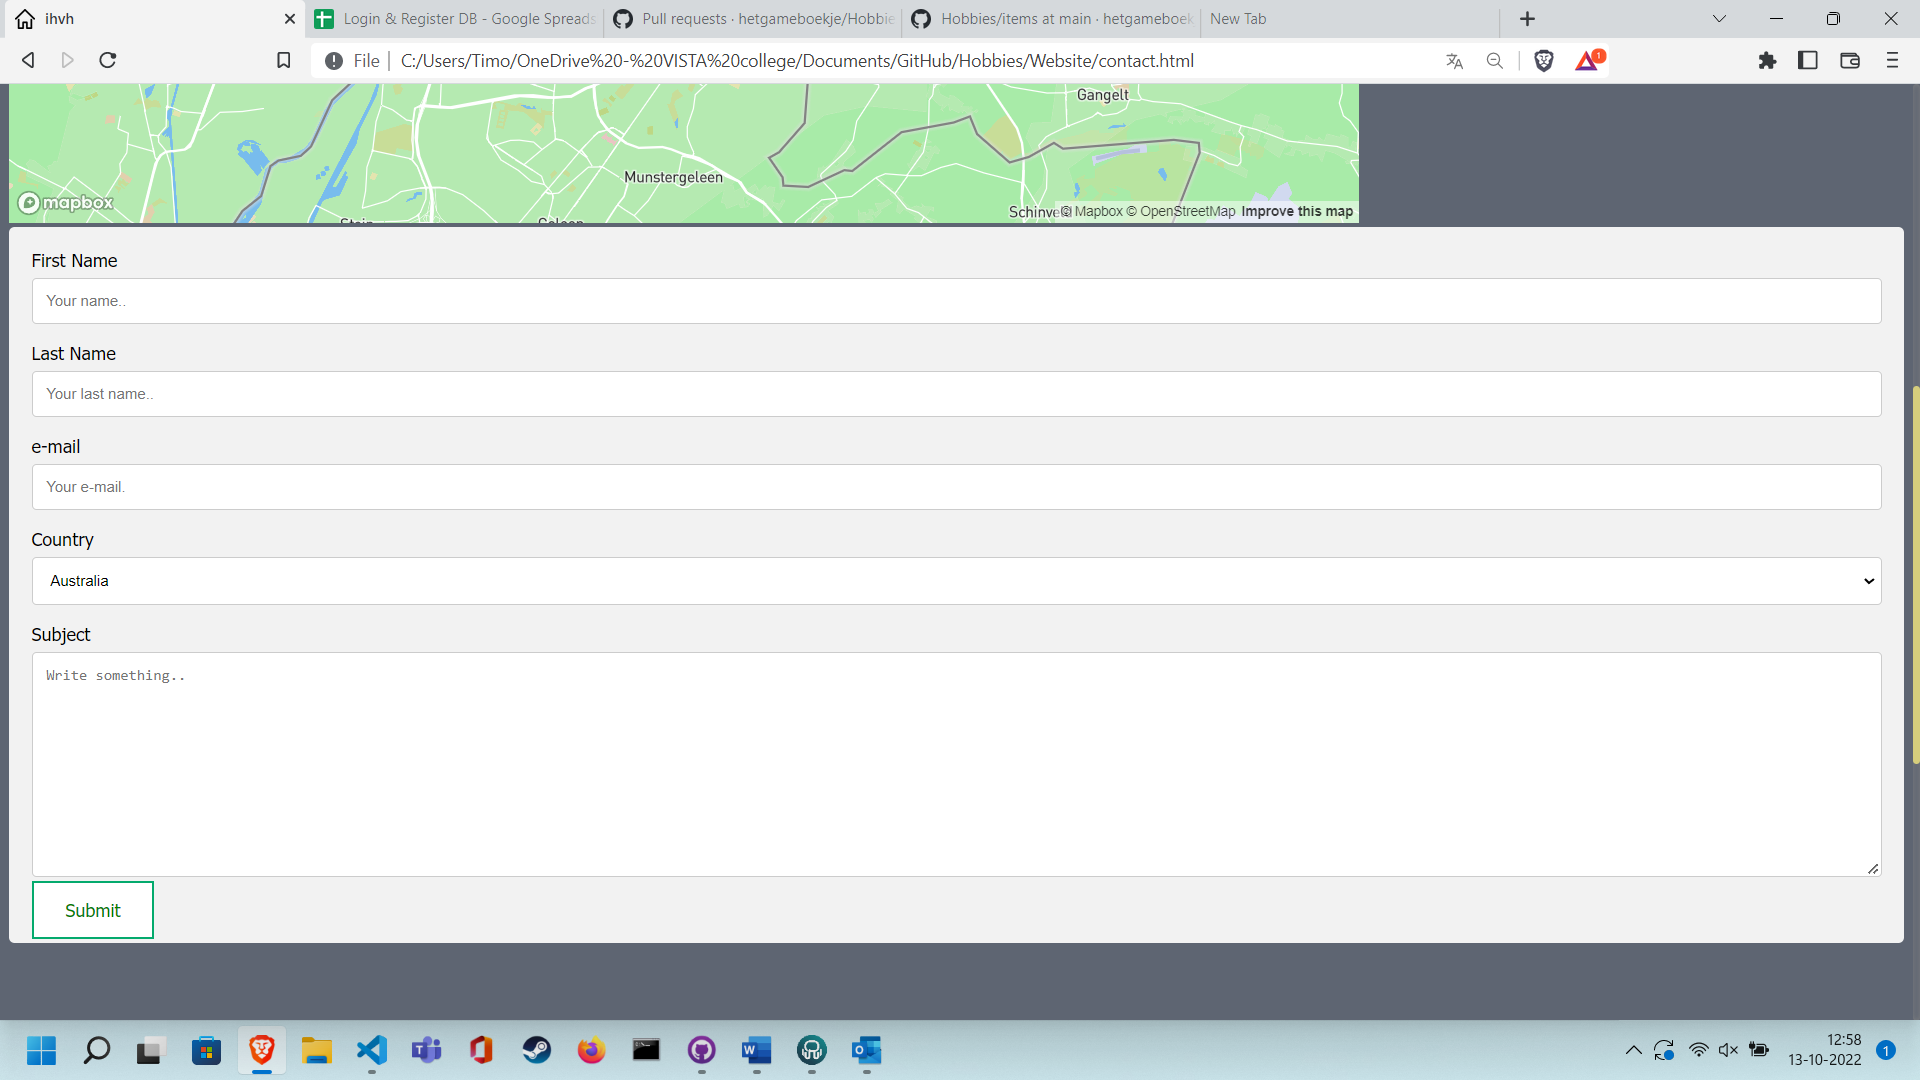 ihvh
Login & Register DB - Google Spreads
Pull requests · hetgameboekje/Hobbie
Hobbies/items at main · hetgameboek
New Tab
File
C:/Users/Timo/OneDrive%20-%20VISTA%20college/Documents/GitHub/Hobbies/Website/contact.html
1
Gangelt
Munstergeleen
mapbox
Stein
Geleen
Schinveld
© Mapbox © OpenStreetMap Improve this map
First Name
Your name..
Last Name
Your last name..
e-mail
Your e-mail.
Country
Australia
Subject
Write something..
Submit
12:58
13-10-2022
1